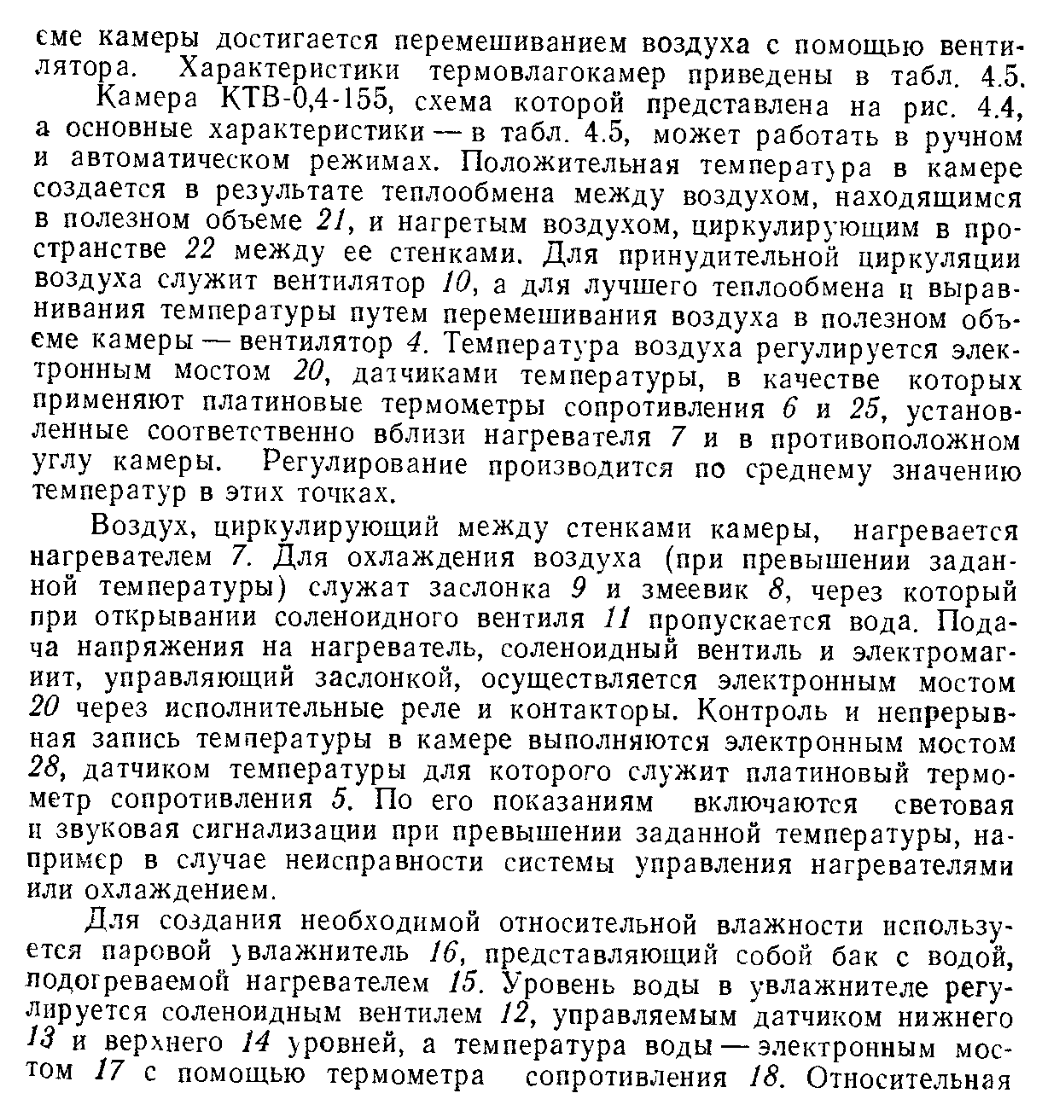 еме камеры достигается перемешиванием воздуха с помощью венти-
лятора. Характеристики термовлагокамер приведены в табл. 4.5.
Камера КТВ-0,4-155, схема которой представлена на рис. 4.4,
а основные характеристики — в табл. 4.5, может работать в ручном
и автоматическом режимах. Положительная температура в камере
создается в результате теплообмена между воздухом, находящимся
в полезном объеме 21, и нагретым воздухом, циркулирующим в про-
странстве 22 между ее стенками. Для принудительной циркуляции
воздуха служит вентилятор 10, а для лучшего теплообмена и вырав-
нивания температуры путем перемешивания воздуха в полезном объ-
еме камеры — вентилятор 4. Температура воздуха регулируется элек-
тронным мостом 20, датчиками температуры, в качестве которых
применяют платиновые термометры сопротивления 6 и 25, установ-
ленные соответственно вблизи нагревателя 7 и в противоположном
углу камеры. Регулирование производится по среднему значению
температур в этих точках.
Воздух, циркулирующий между стенками камеры, нагревается
нагревателем 7. Для охлаждения воздуха (при превышении задан-
ной температуры) служат заслонка 9 и змеевик 8, через который
при открывании соленоидного вентиля 11 пропускается вода. Пода-
ча напряжения на нагреватель, соленоидный вентиль и электромаг-
нит, управляющий заслонкой, осуществляется электронным мостом
20 через исполнительные реле и контакторы. Контроль и непрерыв-
ная запись температуры в камере выполняются электронным мостом
28, датчиком температуры для которого служит платиновый термо-
метр сопротивления 5. По его показаниям включаются световая
и звуковая сигнализации при превышении заданной температуры, на-
пример в случае неисправности системы управления нагревателями
или охлаждением.
Для создания необходимой относительной влажности использу-
ется паровой увлажнитель 16, представляющий собой бак с водой,
подогреваемой нагревателем 15. Уровень воды в увлажнителе регу-
лируется соленоидным вентилем 12, управляемым датчиком нижнего
13 и верхнего 14 уровней, а температура воды — электронным мос-
том 17 с помощью термометра сопротивления 18. Относительная